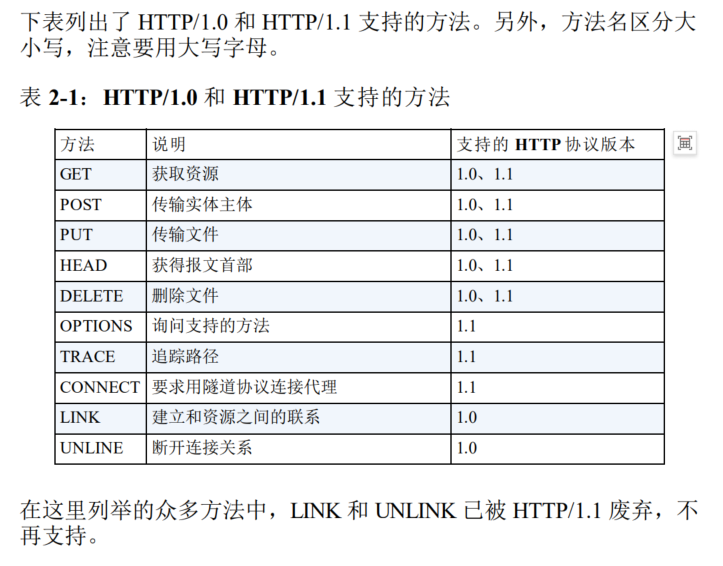 下表列出了 HTTP/1.0 和 HTTP/1.1 支持的方法。另外，方法名区分大
小写，注意要用大写字母。
表 2-1：HTTP/1.0 和 HTTP/1.1 支持的方法
方法 说明 支持的 HTTP 协议版本
GET 获取资源 1.0、1.1
POST 传输实体主体 1.0、1.1
PUT 传输文件 1.0、1.1
HEAD 获得报文首部 1.0、1.1
DELETE 删除文件 1.0、1.1
OPTIONS 询问支持的方法 1.1
TRACE 追踪路径 1.1
CONNECT 要求用隧道协议连接代理 1.1
LINK 建立和资源之间的联系 1.0
UNLINE 断开连接关系 1.0
在这里列举的众多方法中，LINK 和 UNLINK 已被 HTTP/1.1 废弃，不
再支持。